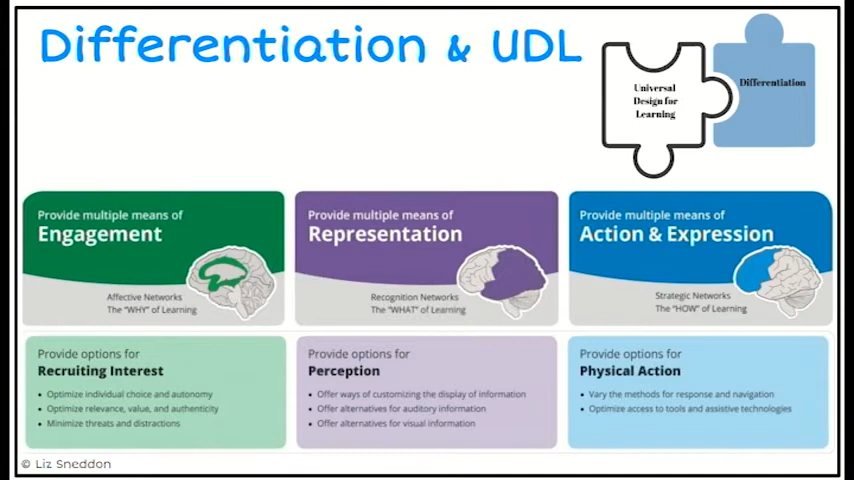 Differentiation & UDL
Universal
Design for
Learning
Differentiation
Provide multiple means of
Engagement
Affective Networks
The "WHY" of Learning
Provide multiple means of
Representation
Recognition Networks
The "WHAT" of Learning
Provide multiple means of
Action & Expression
Strategic Networks
The "HOW" of Learning
Provide options for
Recruiting Interest
• Optimize individual choice and autonomy
• Optimize relevance, value, and authenticity
• Minimize threats and distractions
Provide options for
Perception
• Offer ways of customizing the display of information
• Offer alternatives for auditory information
• Offer alternatives for visual information
Provide options for
Physical Action
• Vary the methods for response and navigation
• Optimize access to tools and assistive technologies
© Liz Sneddon